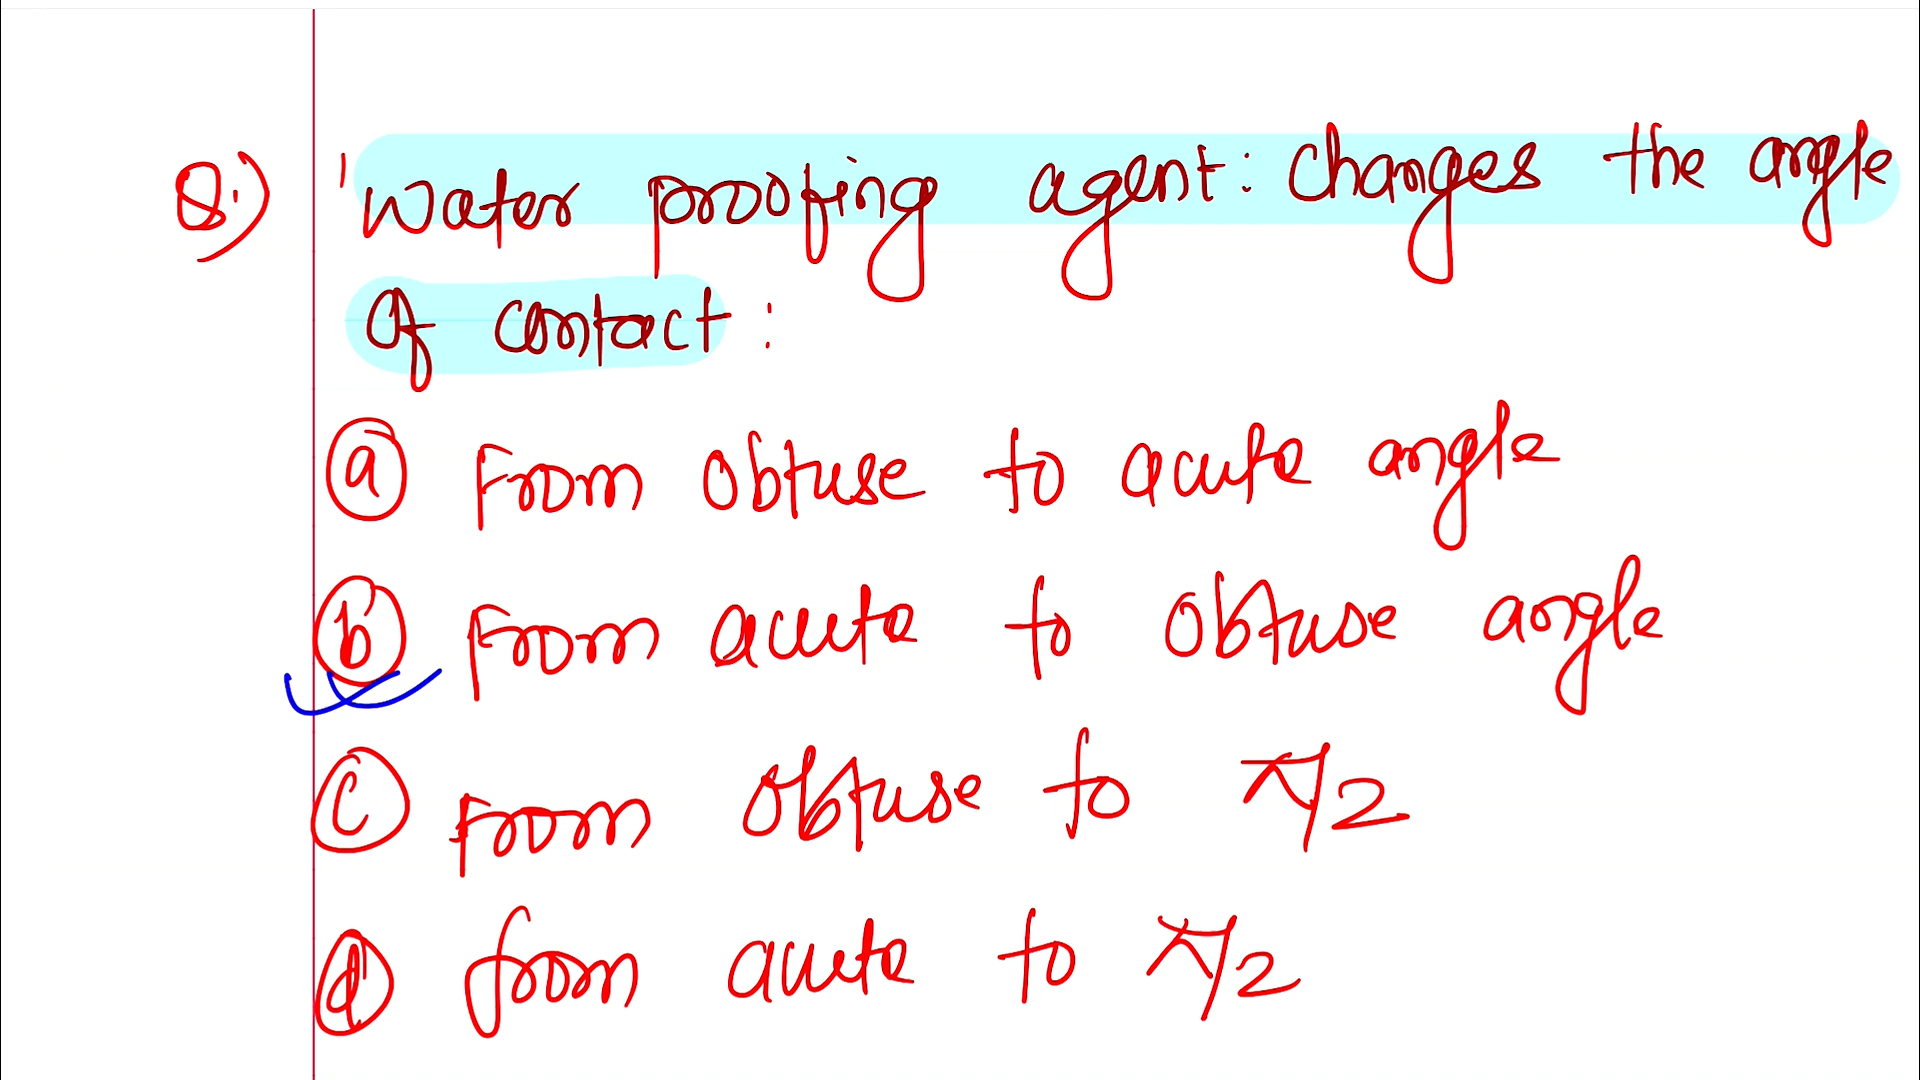 Q.) Water proofing agent: changes the angle
of contact :
(a) From obtuse to acute angle
(b) From acute to obtuse angle
(c) From obtuse to π/2
(d) from acute to π/2